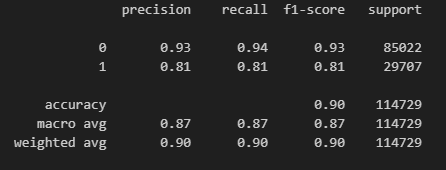 precision recall f1-score support
0 0.93 0.94 0.93 85022
1 0.81 0.81 0.81 29707
accuracy 0.90 114729
macro avg 0.87 0.87 0.87 114729
weighted avg 0.90 0.90 0.90 114729